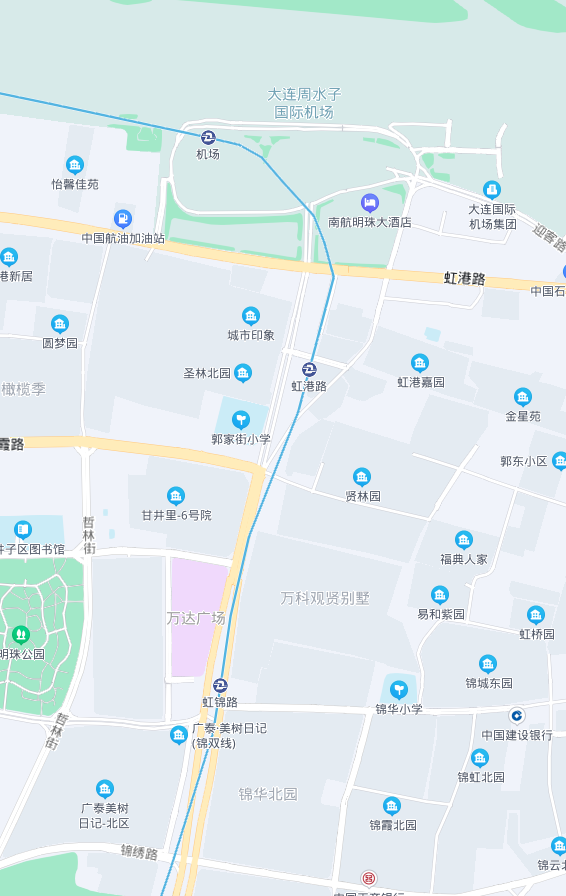 大连周水子
国际机场
机场
怡馨佳苑
南航明珠大酒店
大连国际
机场集团
迎客路
中国航油加油站
港新居
虹港路
中国石
圆梦园
城市印象
橄榄季
圣林北园
虹港路
虹港嘉园
金星苑
霞路
郭家街小学
郭东小区
贤林园
甘井里-6号院
哲林街
井子区图书馆
福典人家
万科观贤别墅
易和紫园
万达广场
虹桥园
明珠公园
锦城东园
虹锦路
锦华小学
哲林街
广泰·美树日记
(锦双线)
中国建设银行
锦虹北园
广泰美树
日记-北区
锦华北园
锦霞北园
锦绣路
锦云北